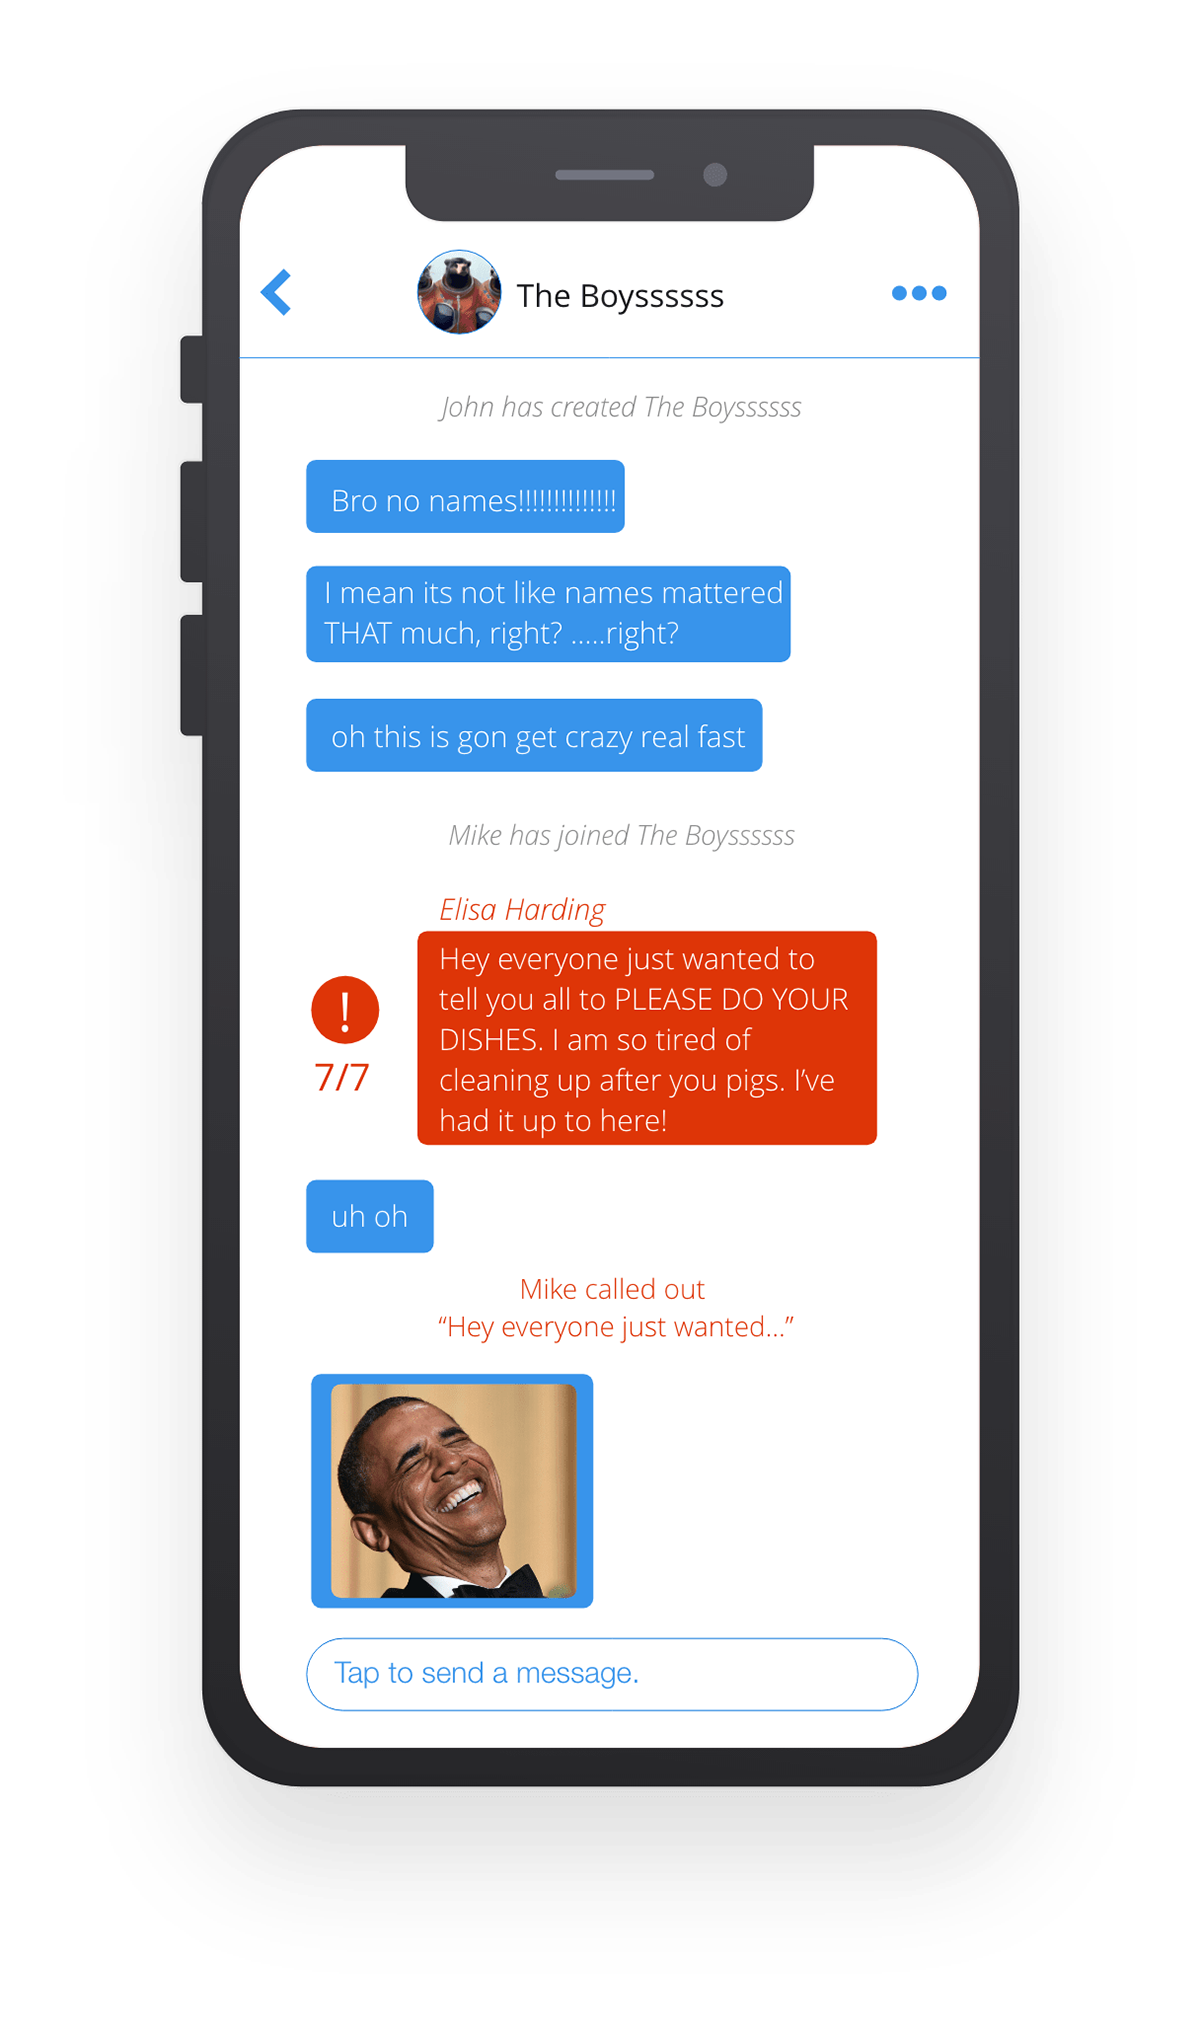 The Boyssssss
John has created The Boyssssss
Bro no names!!!!!!!!!!!!!!
I mean its not like names mattered
THAT much, right? .....right?
oh this is gon get crazy real fast
Mike has joined The Boyssssss
Elisa Harding
Hey everyone just wanted to
tell you all to PLEASE DO YOUR
DISHES. I am so tired of
cleaning up after you pigs. I’ve
had it up to here!
!
7/7
uh oh
Mike called out
“Hey everyone just wanted...”
Tap to send a message.